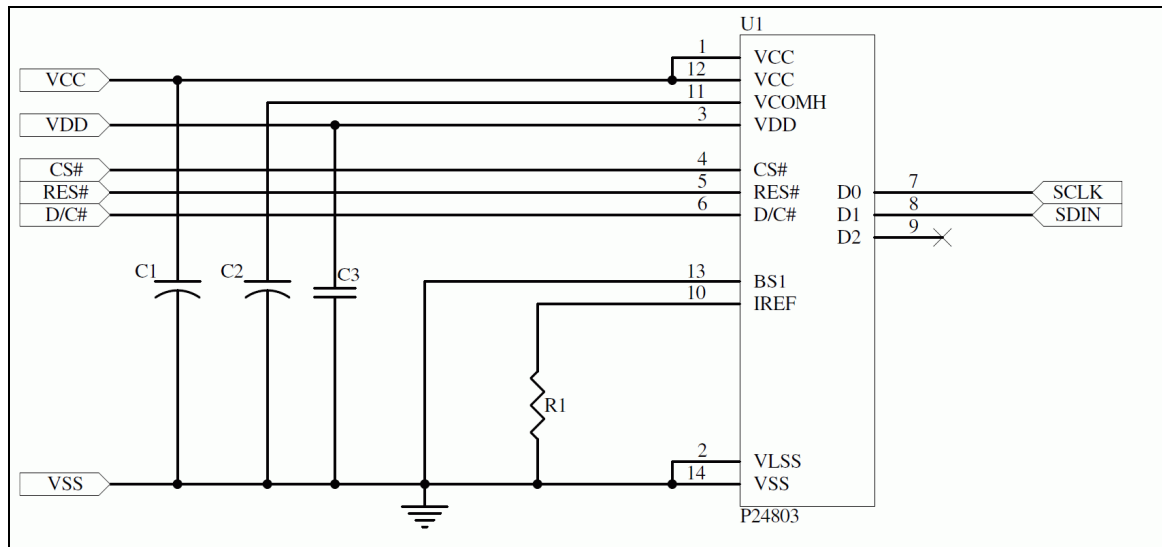 U1
1
VCC
VCC
12
VCC
11
VCOMH
VDD
3
VDD
CS#
4
CS#
RES#
5
RES#
D0
7
SCLK
D/C#
6
D/C#
D1
8
SDIN
D2
9
C1
C2
C3
13
BS1
10
IREF
R1
2
VLSS
VSS
14
VSS
P24803